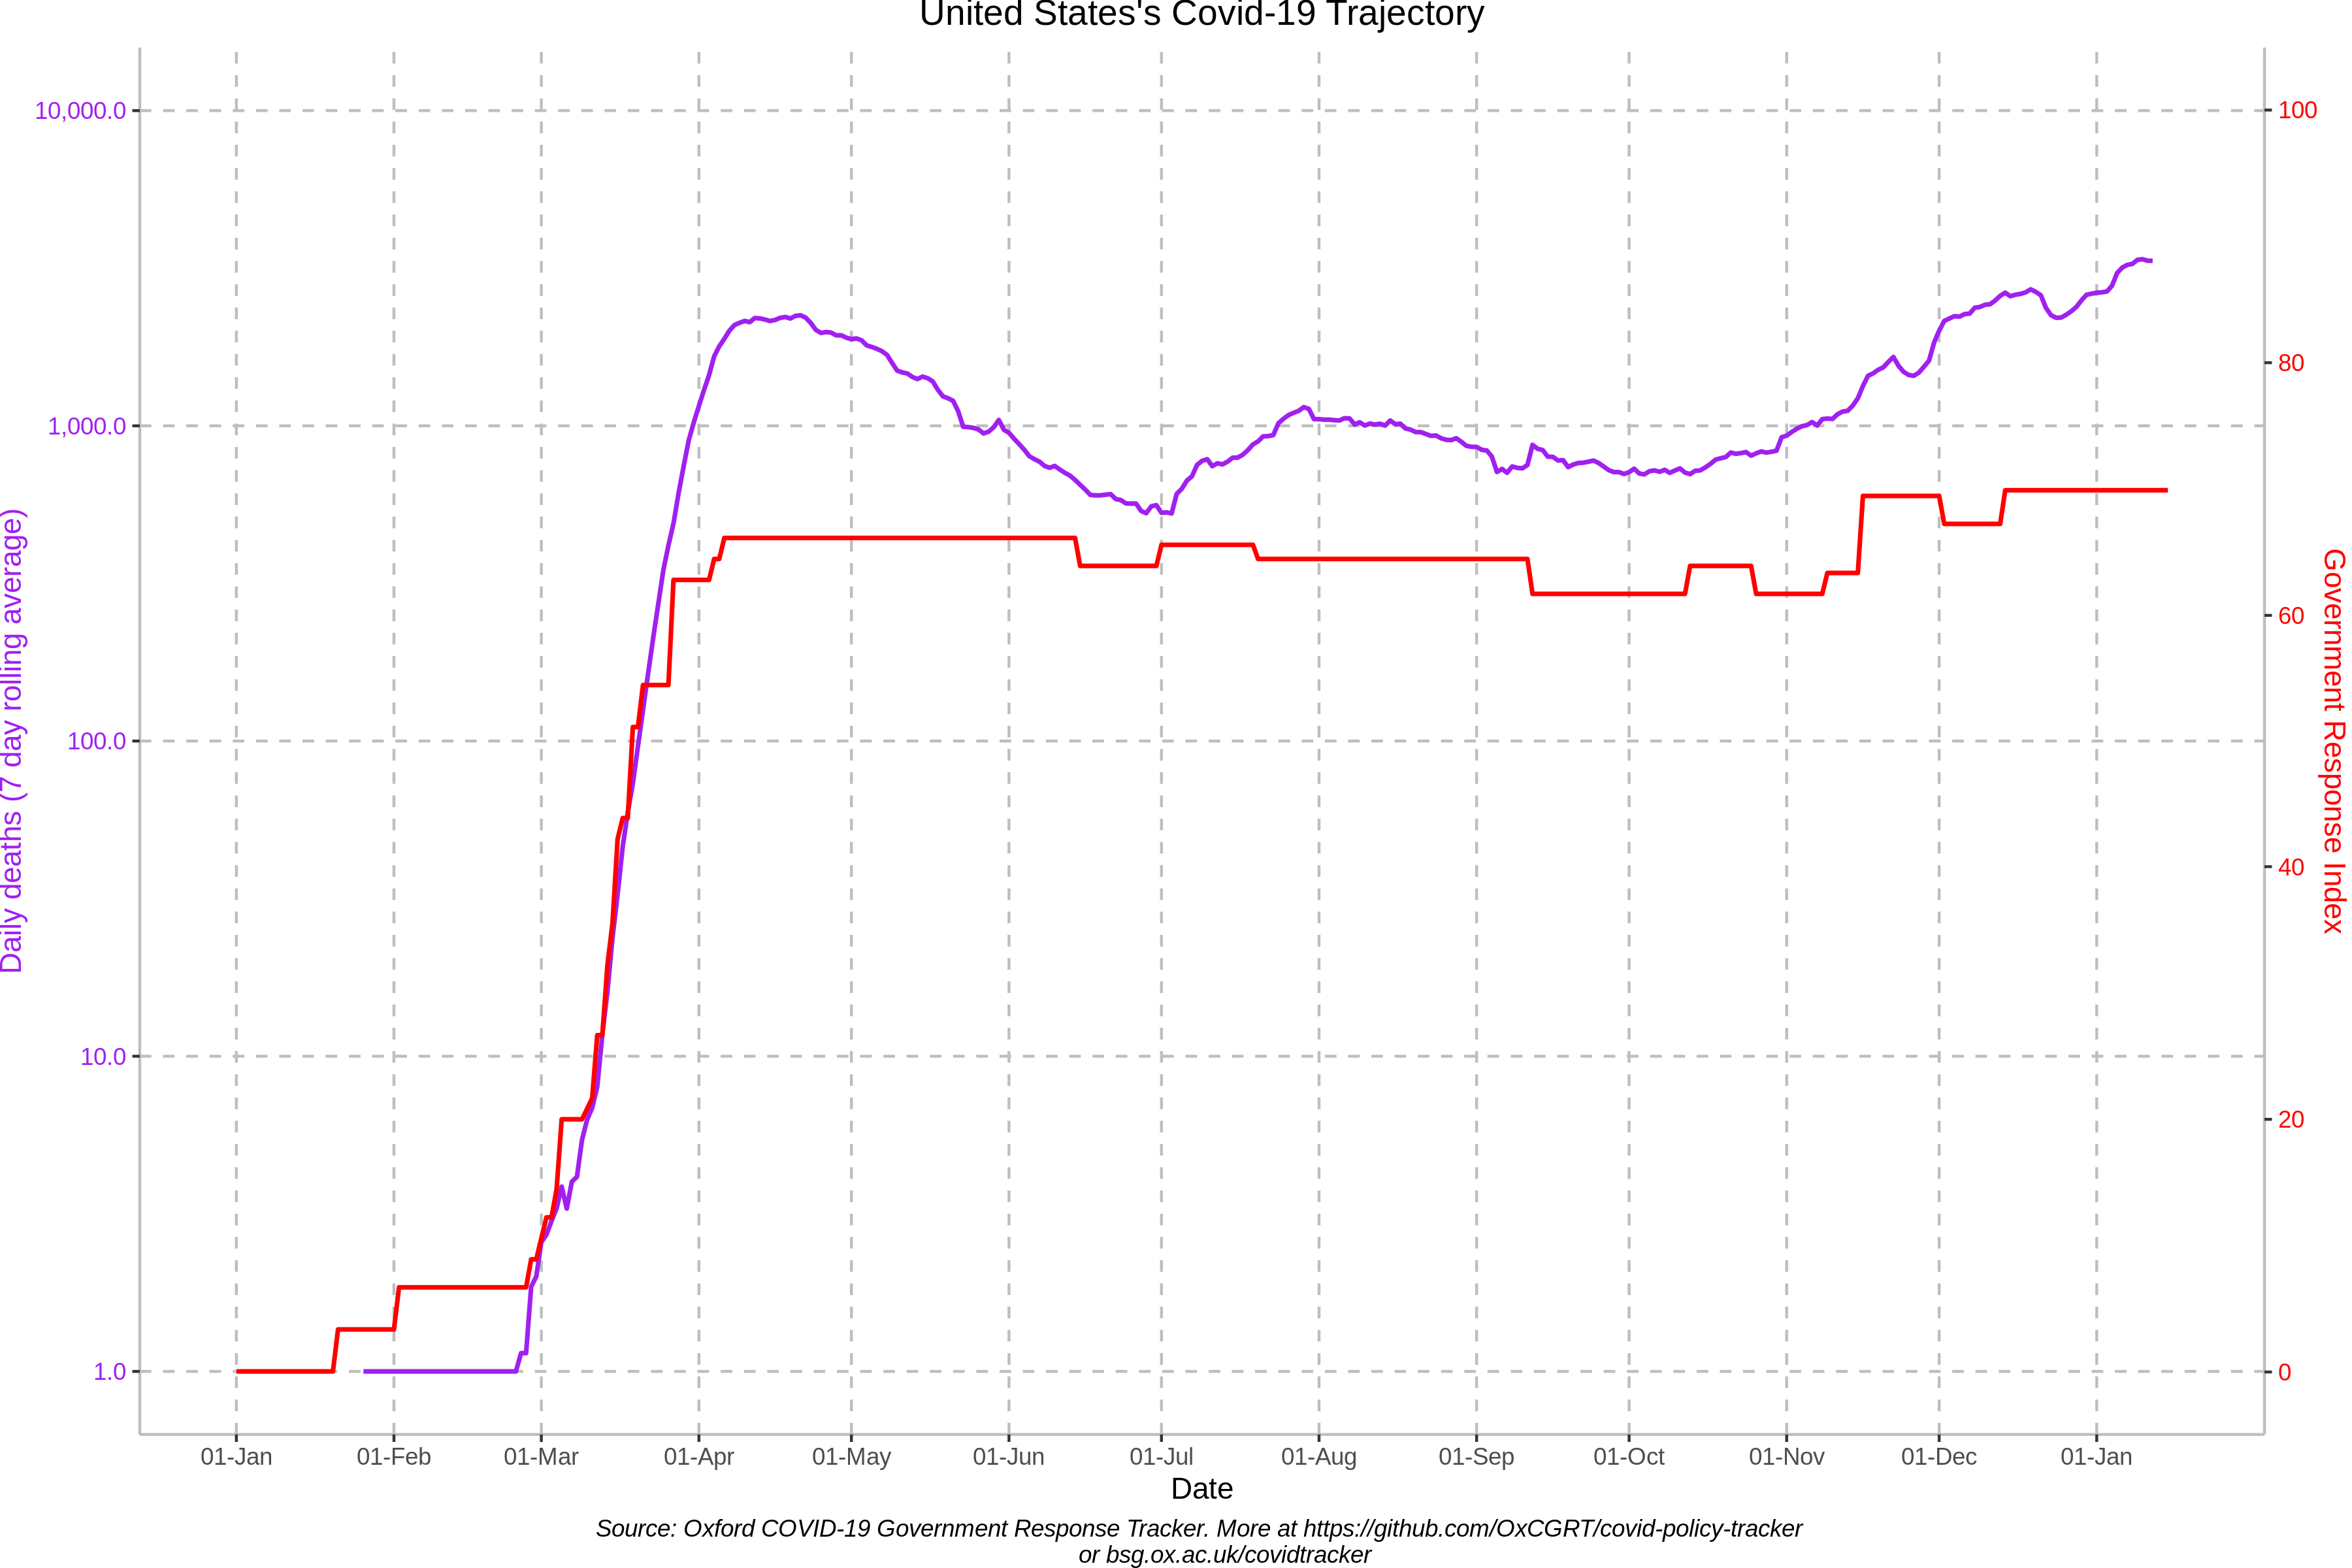 United States's Covid-19 Trajectory
10,000.0
1,000.0
100.0
10.0
1.0
Daily deaths (7 day rolling average)
100
80
60
40
20
0
Government Response Index
01-Jan 01-Feb 01-Mar 01-Apr 01-May 01-Jun 01-Jul 01-Aug 01-Sep 01-Oct 01-Nov 01-Dec 01-Jan
Date
Source: Oxford COVID-19 Government Response Tracker. More at https://github.com/OxCGRT/covid-policy-tracker
or bsg.ox.ac.uk/covidtracker